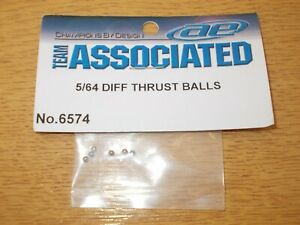 CHAMPIONS BY DESIGN
TEAM
ASSOCIATED
ae
5/64 DIFF THRUST BALLS
No.6574